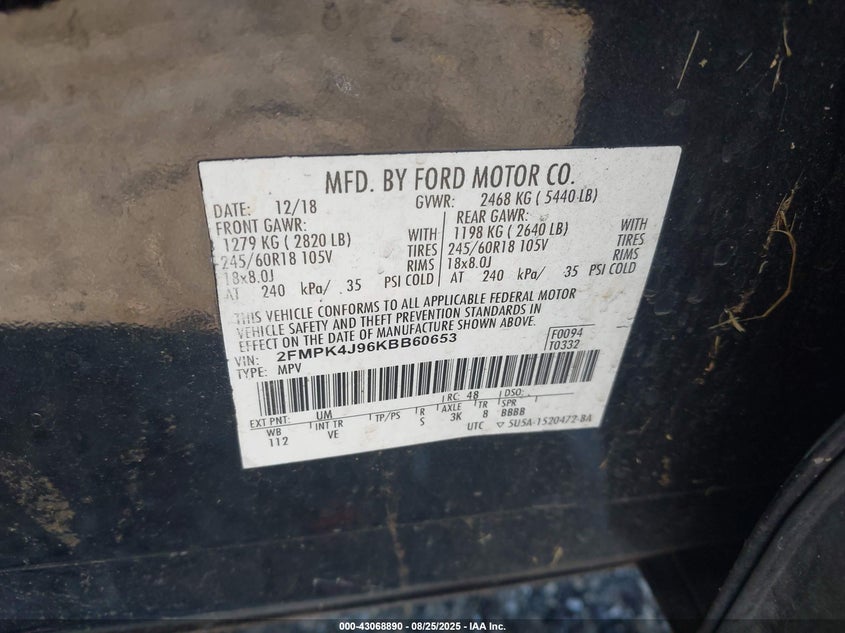 MFD. BY FORD MOTOR CO.
DATE: 12/18 GVWR: 2468 KG ( 5440 LB)
FRONT GAWR: REAR GAWR:
1279 KG ( 2820 LB) WITH 1198 KG ( 2640 LB) WITH
245/60R18 105V TIRES 245/60R18 105V TIRES
18x8.0J RIMS 18x8.0J RIMS
AT 240 kPa/ 35 PSI COLD AT 240 kPa/ 35 PSI COLD
THIS VEHICLE CONFORMS TO ALL APPLICABLE FEDERAL MOTOR
VEHICLE SAFETY AND THEFT PREVENTION STANDARDS IN
EFFECT ON THE DATE OF MANUFACTURE SHOWN ABOVE.
VIN: 2FMPK4J96KBB60653 F0094
TYPE: MPV T0332
EXT PNT: UM RC: 48 DSO:
WB INT TR TP/PS R AXLE TR SPR
112 VE S 3K 8 BBBB
UTC ▽ SU5A-1520472-BA
000-43068890 - 08/25/2025 - IAA Inc.